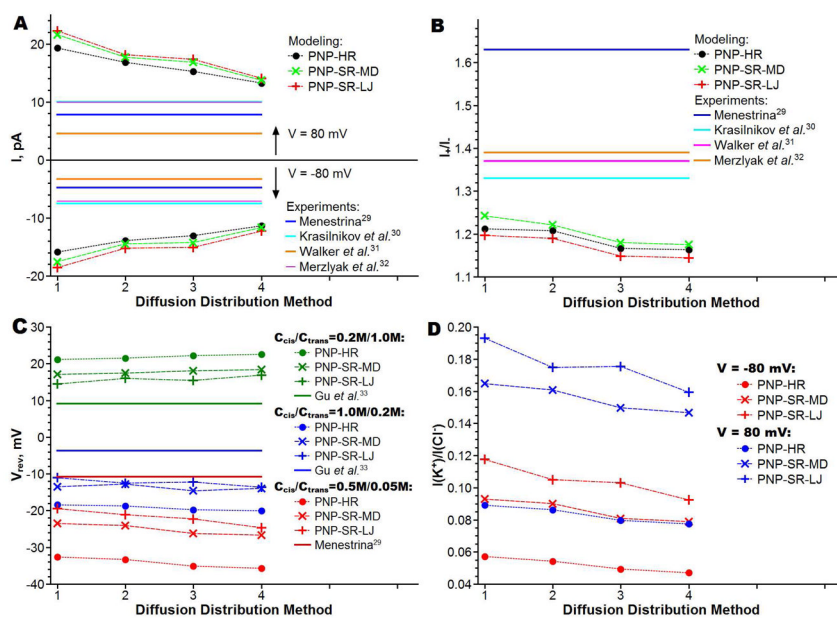 A
I, pA
20
10
0
-10
-20
1 2 3 4
Diffusion Distribution Method
Modeling:
PNP-HR
PNP-SR-MD
PNP-SR-LJ
V = 80 mV
V = -80 mV
Experiments:
Menestrina29
Krasilnikov et al.30
Walker et al.31
Merzlyak et al.32
B
I+/I-
1.6
1.5
1.4
1.3
1.2
1.1
1 2 3 4
Diffusion Distribution Method
Modeling:
PNP-HR
PNP-SR-MD
PNP-SR-LJ
Experiments:
Menestrina29
Krasilnikov et al.30
Walker et al.31
Merzlyak et al.32
C
Vrev, mV
30
20
10
0
-10
-20
-30
-40
1 2 3 4
Diffusion Distribution Method
Ccis/Ctrans=0.2M/1.0M:
PNP-HR
PNP-SR-MD
PNP-SR-LJ
Gu et al.33
Ccis/Ctrans=1.0M/0.2M:
PNP-HR
PNP-SR-MD
PNP-SR-LJ
Gu et al.33
Ccis/Ctrans=0.5M/0.05M:
PNP-HR
PNP-SR-MD
PNP-SR-LJ
Menestrina29
D
I(K+)/I(Cl-)
0.20
0.18
0.16
0.14
0.12
0.10
0.08
0.06
0.04
1 2 3 4
Diffusion Distribution Method
V = -80 mV:
PNP-HR
PNP-SR-MD
PNP-SR-LJ
V = 80 mV:
PNP-HR
PNP-SR-MD
PNP-SR-LJ